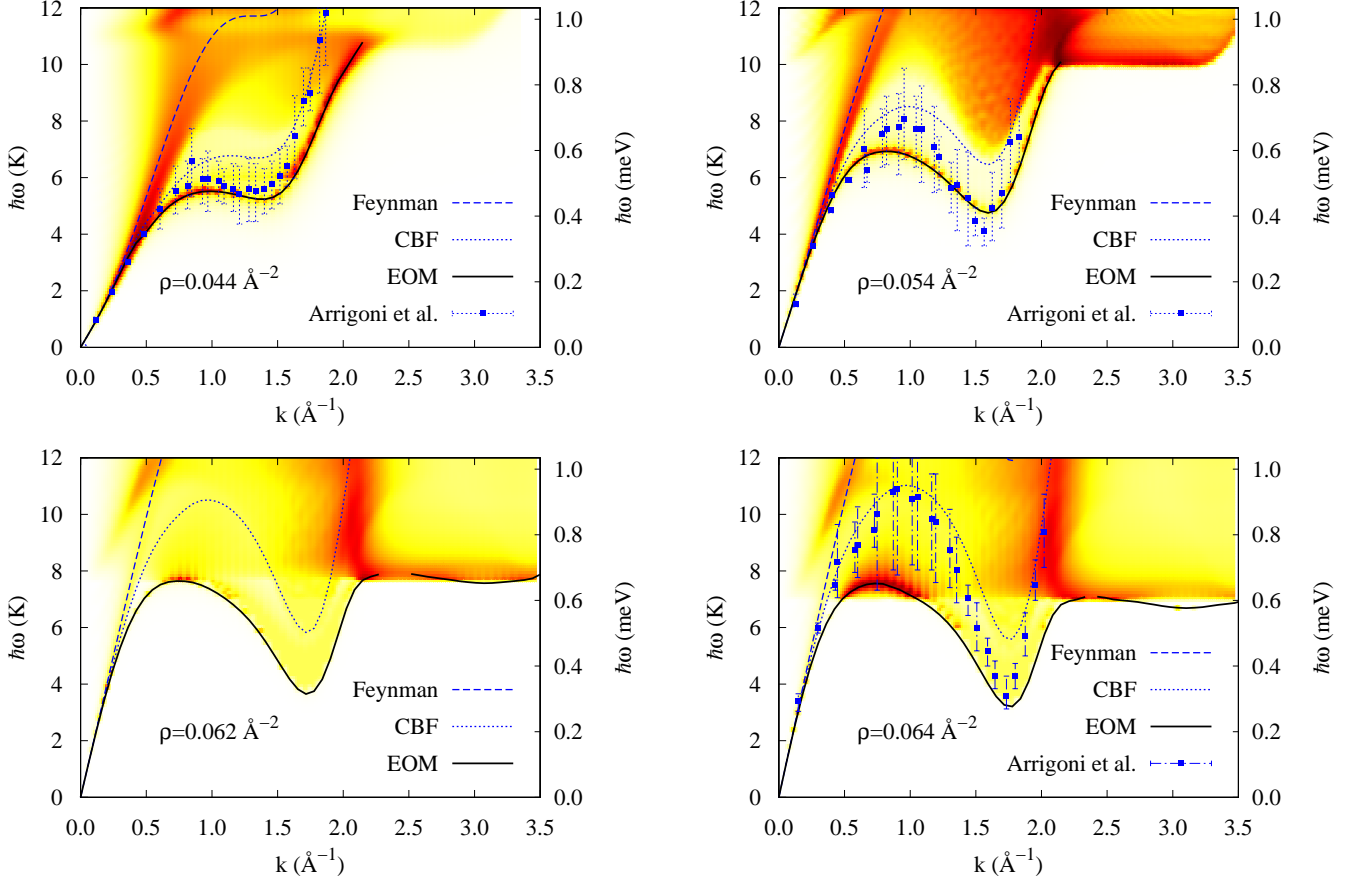 12
10
8
6
4
2
0
ħω (K)
1.0
0.8
0.6
0.4
0.2
0.0
ħω (meV)
Feynman
CBF
EOM
Arrigoni et al.
ρ=0.044 Å⁻²
0.0 0.5 1.0 1.5 2.0 2.5 3.0 3.5
k (Å⁻¹)
12
10
8
6
4
2
0
ħω (K)
1.0
0.8
0.6
0.4
0.2
0.0
ħω (meV)
Feynman
CBF
EOM
Arrigoni et al.
ρ=0.054 Å⁻²
0.0 0.5 1.0 1.5 2.0 2.5 3.0 3.5
k (Å⁻¹)
12
10
8
6
4
2
0
ħω (K)
1.0
0.8
0.6
0.4
0.2
0.0
ħω (meV)
Feynman
CBF
EOM
ρ=0.062 Å⁻²
0.0 0.5 1.0 1.5 2.0 2.5 3.0 3.5
k (Å⁻¹)
12
10
8
6
4
2
0
ħω (K)
1.0
0.8
0.6
0.4
0.2
0.0
ħω (meV)
Feynman
CBF
EOM
Arrigoni et al.
ρ=0.064 Å⁻²
0.0 0.5 1.0 1.5 2.0 2.5 3.0 3.5
k (Å⁻¹)